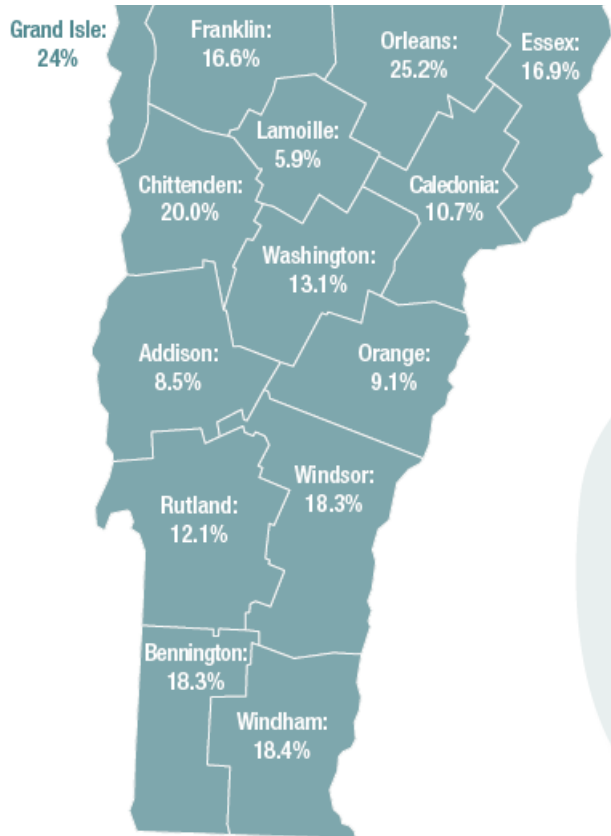 Grand Isle:
24%
Franklin:
16.6%
Orleans:
25.2%
Essex:
16.9%
Lamoille:
5.9%
Chittenden:
20.0%
Caledonia:
10.7%
Washington:
13.1%
Addison:
8.5%
Orange:
9.1%
Windsor:
18.3%
Rutland:
12.1%
Bennington:
18.3%
Windham:
18.4%